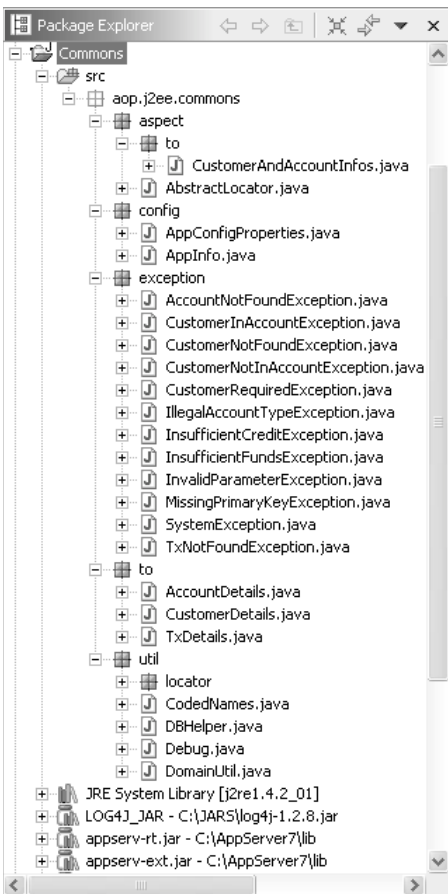 Package Explorer
Commons
src
aop.j2ee.commons
aspect
to
CustomerAndAccountInfos.java
AbstractLocator.java
config
AppConfigProperties.java
AppInfo.java
exception
AccountNotFoundException.java
CustomerInAccountException.java
CustomerNotFoundException.java
CustomerNotInAccountException.java
CustomerRequiredException.java
IllegalAccountTypeException.java
InsufficientCreditException.java
InsufficientFundsException.java
InvalidParameterException.java
MissingPrimaryKeyException.java
SystemException.java
TxNotFoundException.java
to
AccountDetails.java
CustomerDetails.java
TxDetails.java
util
locator
CodedNames.java
DBHelper.java
Debug.java
DomainUtil.java
JRE System Library [j2re1.4.2_01]
LOG4J_JAR - C:\JARS\log4j-1.2.8.jar
appserv-rt.jar - C:\AppServer7\lib
appserv-ext.jar - C:\AppServer7\lib